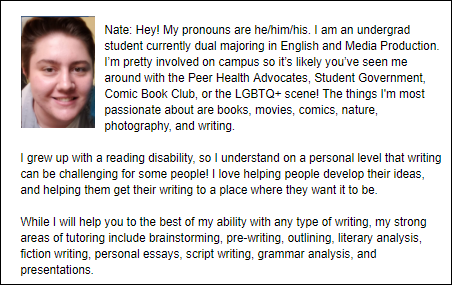 Nate: Hey! My pronouns are he/him/his. I am an undergrad
student currently dual majoring in English and Media Production.
I'm pretty involved on campus so it's likely you've seen me
around with the Peer Health Advocates, Student Government,
Comic Book Club, or the LGBTQ+ scene! The things I'm most
passionate about are books, movies, comics, nature,
photography, and writing.
I grew up with a reading disability, so I understand on a personal level that writing
can be challenging for some people! I love helping people develop their ideas,
and helping them get their writing to a place where they want it to be.
While I will help you to the best of my ability with any type of writing, my strong
areas of tutoring include brainstorming, pre-writing, outlining, literary analysis,
fiction writing, personal essays, script writing, grammar analysis, and
presentations.